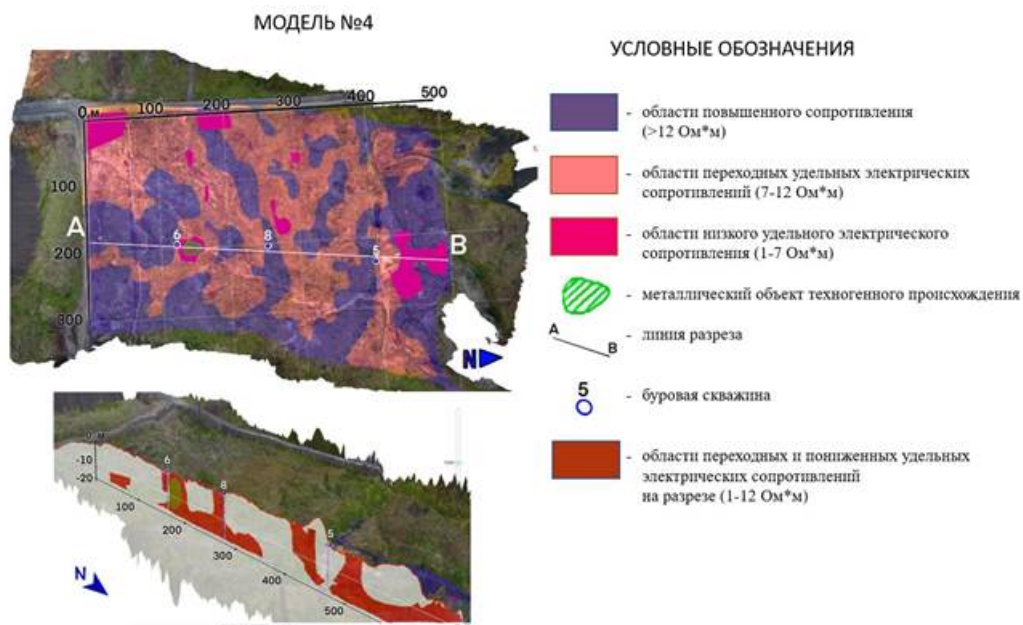 МОДЕЛЬ №4
0 м 100 200 300 400 500
100
A
6
8
5
B
200
300
N
0 м
-10
-20
6
8
5
100
200
300
400
500
N
УСЛОВНЫЕ ОБОЗНАЧЕНИЯ
- области повышенного сопротивления
(>12 Ом*м)
- области переходных удельных электрических
сопротивлений (7-12 Ом*м)
- области низкого удельного электрического
сопротивления (1-7 Ом*м)
- металлический объект техногенного происхождения
A
B
- линия разреза
5
- буровая скважина
- области переходных и пониженных удельных
электрических сопротивлений
на разрезе (1-12 Ом*м)